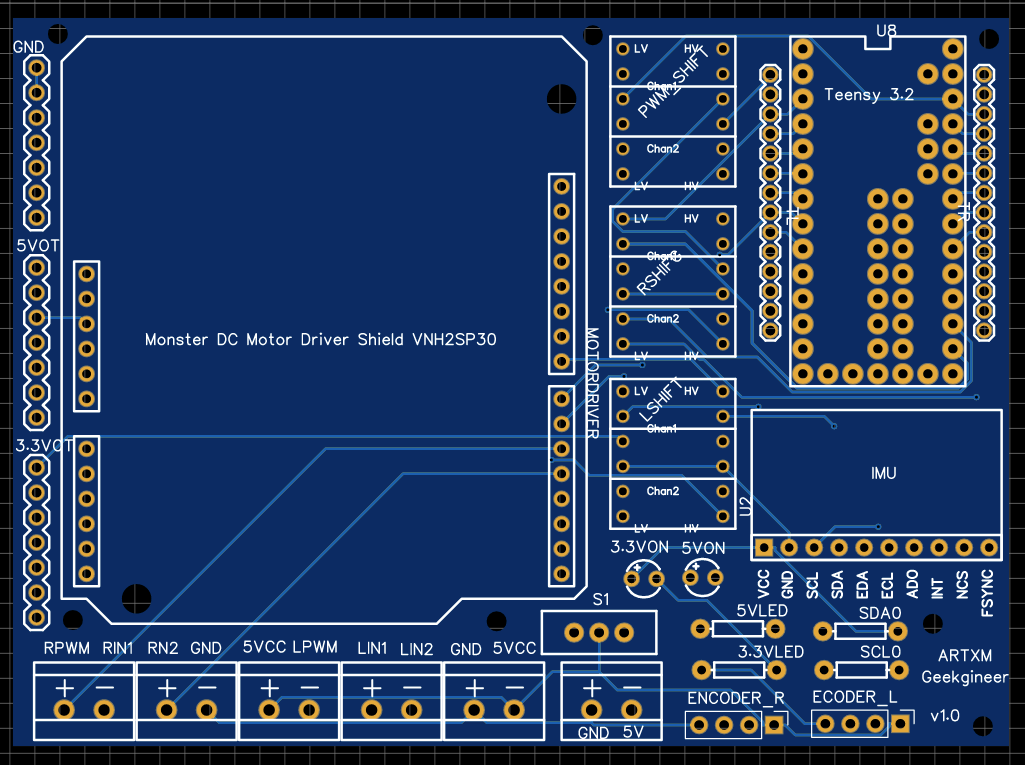 GND
U8
LV HV
Chan1
PWM_SHIFT
Teensy 3.2
Chan2
LV HV
TL
TR
LV HV
5VOT
Chan1
RSHIFT
Chan2
Monster DC Motor Driver Shield VNH2SP30
MOTORDRIVER
LV HV
LV HV
LSHIFT
Chan1
3.3VOT
IMU
Chan2
U2
LV HV
3.3VON
5VON
+
+
VCC
GND
SCL
SDA
EDA
ECL
ADO
INT
NCS
FSYNC
S1
5VLED
SDA0
3.3VLED
SCL0
ARTXM
Geekgineer
RPWM RIN1 RN2 GND 5VCC LPWM LIN1 LIN2 GND 5VCC
+ − + − + − + − + − + −
ENCODER_R
ECODER_L
v1.0
GND 5V